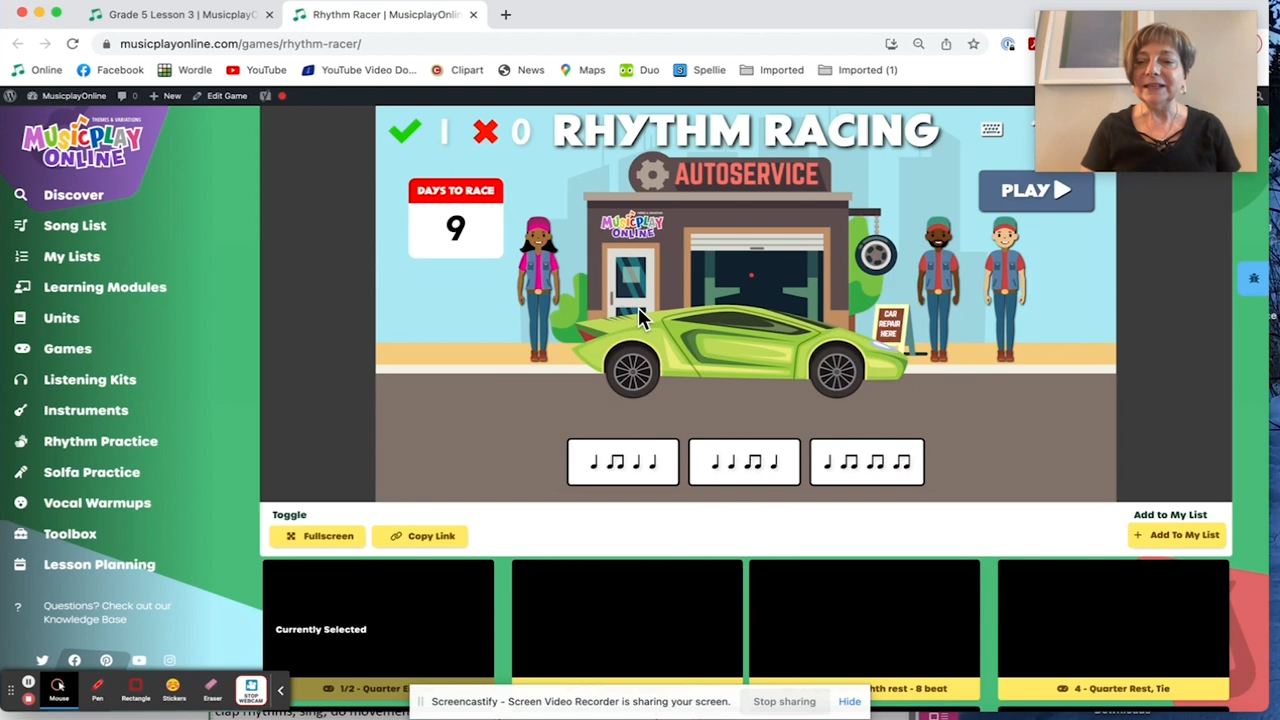 Grade 5 Lesson 3 | MusicplayO
Rhythm Racer | MusicplayOnlin
musicplayonline.com/games/rhythm-racer/
Online
Facebook
Wordle
YouTube
YouTube Video Do...
Clipart
News
Maps
Duo
Spellie
Imported
Imported (1)
MusicplayOnline
0
New
Edit Game
THEMES & VARIATIONS
MUSICPLAY
ONLINE
Discover
Song List
My Lists
Learning Modules
Units
Games
Listening Kits
Instruments
Rhythm Practice
Solfa Practice
Vocal Warmups
Toolbox
Lesson Planning
Questions? Check out our
Knowledge Base
1
0
RHYTHM RACING
AUTOSERVICE
DAYS TO RACE
9
PLAY
MUSICPLAY
ONLINE
CAR
REPAIR
HERE
Toggle
Fullscreen
Copy Link
Add to My List
+ Add To My List
Currently Selected
1/2 - Quarter E
hth rest - 8 beat
4 - Quarter Rest, Tie
Mouse
Pen
Rectangle
Stickers
Eraser
STOP
WEBCAM
Screencastify - Screen Video Recorder is sharing your screen.
Stop sharing
Hide